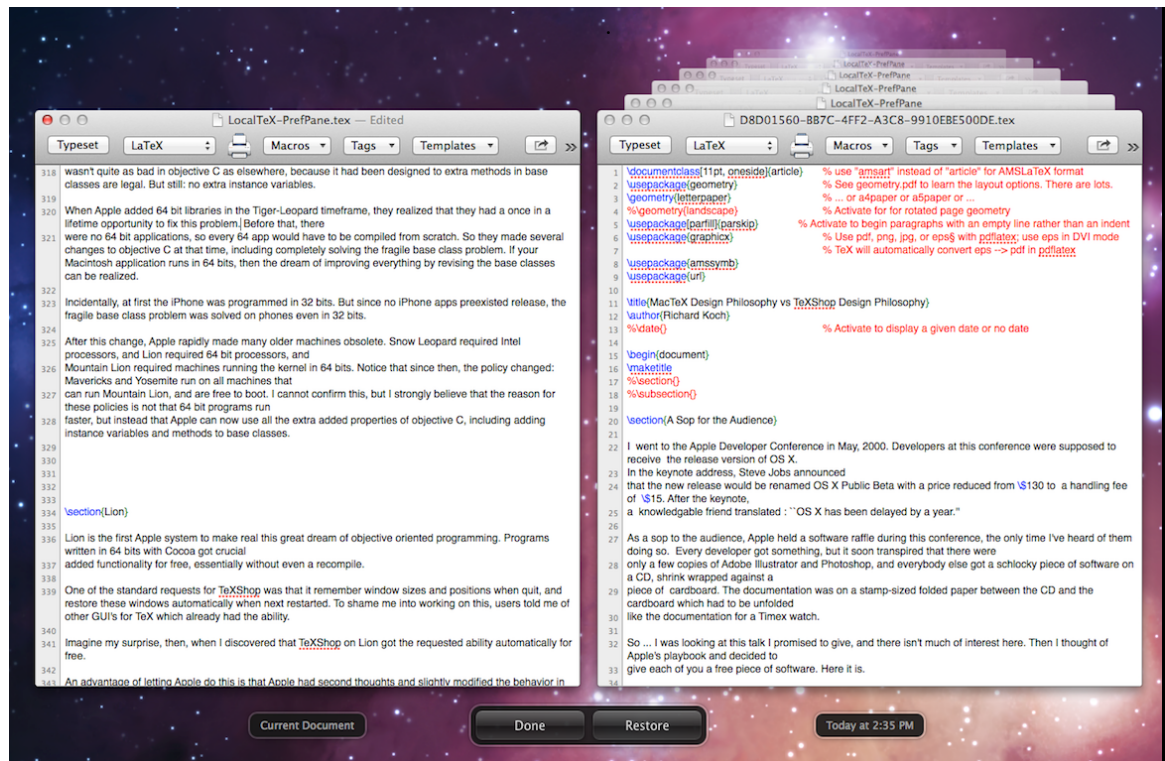 LocalTeX-PrefPane.tex — Edited
Typeset LaTeX Macros Tags Templates »
318 wasn't quite as bad in objective C as elsewhere, because it had been designed to extra methods in base
classes are legal. But still: no extra instance variables.
319
320 When Apple added 64 bit libraries in the Tiger-Leopard timeframe, they realized that they had a once in a
lifetime opportunity to fix this problem. Before that, there
321 were no 64 bit applications, so every 64 app would have to be compiled from scratch. So they made several
changes to objective C at that time, including completely solving the fragile base class problem. If your
Macintosh application runs in 64 bits, then the dream of improving everything by revising the base classes
can be realized.
322
323 Incidentally, at first the iPhone was programmed in 32 bits. But since no iPhone apps preexisted release, the
fragile base class problem was solved on phones even in 32 bits.
324
325 After this change, Apple rapidly made many older machines obsolete. Snow Leopard required Intel
processors, and Lion required 64 bit processors, and
326 Mountain Lion required machines running the kernel in 64 bits. Notice that since then, the policy changed:
Mavericks and Yosemite run on all machines that
327 can run Mountain Lion, and are free to boot. I cannot confirm this, but I strongly believe that the reason for
these policies is not that 64 bit programs run
328 faster, but instead that Apple can now use all the extra added properties of objective C, including adding
instance variables and methods to base classes.
329
330
331
332
333
334 \section{Lion}
335
336 Lion is the first Apple system to make real this great dream of objective oriented programming. Programs
written in 64 bits with Cocoa got crucial
337 added functionality for free, essentially without even a recompile.
338
339 One of the standard requests for TeXShop was that it remember window sizes and positions when quit, and
restore these windows automatically when next restarted. To shame me into working on this, users told me of
other GUI's for TeX which already had the ability.
340
341 Imagine my surprise, then, when I discovered that TeXShop on Lion got the requested ability automatically for
free.
342
343 An advantage of letting Apple do this is that Apple had second thoughts and slightly modified the behavior in
LocalTeX-PrefPane
LocalTeX-PrefPane
LocalTeX-PrefPane
LocalTeX-PrefPane
D8D01560-BB7C-4FF2-A3C8-9910EBE500DE.tex
Typeset LaTeX Macros Tags Templates »
1 \documentclass[11pt, oneside]{article} % use "amsart" instead of "article" for AMSLaTeX format
2 \usepackage{geometry} % See geometry.pdf to learn the layout options. There are lots.
3 \geometry{letterpaper} % ... or a4paper or a5paper or ...
4 %\geometry{landscape} % Activate for for rotated page geometry
5 \usepackage[parfill]{parskip} % Activate to begin paragraphs with an empty line rather than an indent
6 \usepackage{graphicx} % Use pdf, png, jpg, or eps§ with pdflatex; use eps in DVI mode
7 % TeX will automatically convert eps --> pdf in pdflatex
8 \usepackage{amssymb}
9 \usepackage{url}
10
11 \title{MacTeX Design Philosophy vs TeXShop Design Philosophy}
12 \author{Richard Koch}
13 %\date{} % Activate to display a given date or no date
14
15 \begin{document}
16 \maketitle
17 %\section{}
18 %\subsection{}
19
20 \section{A Sop for the Audience}
21
22 I went to the Apple Developer Conference in May, 2000. Developers at this conference were supposed to
receive the release version of OS X.
23 In the keynote address, Steve Jobs announced
24 that the new release would be renamed OS X Public Beta with a price reduced from \$130 to a handling fee
of \$15. After the keynote,
25 a knowledgable friend translated : ``OS X has been delayed by a year.''
26
27 As a sop to the audience, Apple held a software raffle during this conference, the only time I've heard of them
doing so. Every developer got something, but it soon transpired that there were
28 only a few copies of Adobe Illustrator and Photoshop, and everybody else got a schlocky piece of software on
a CD, shrink wrapped against a
29 piece of cardboard. The documentation was on a stamp-sized folded paper between the CD and the
cardboard which had to be unfolded
30 like the documentation for a Timex watch.
31
32 So ... I was looking at this talk I promised to give, and there isn't much of interest here. Then I thought of
Apple's playbook and decided to
33 give each of you a free piece of software. Here it is.
34
Current Document
Done
Restore
Today at 2:35 PM